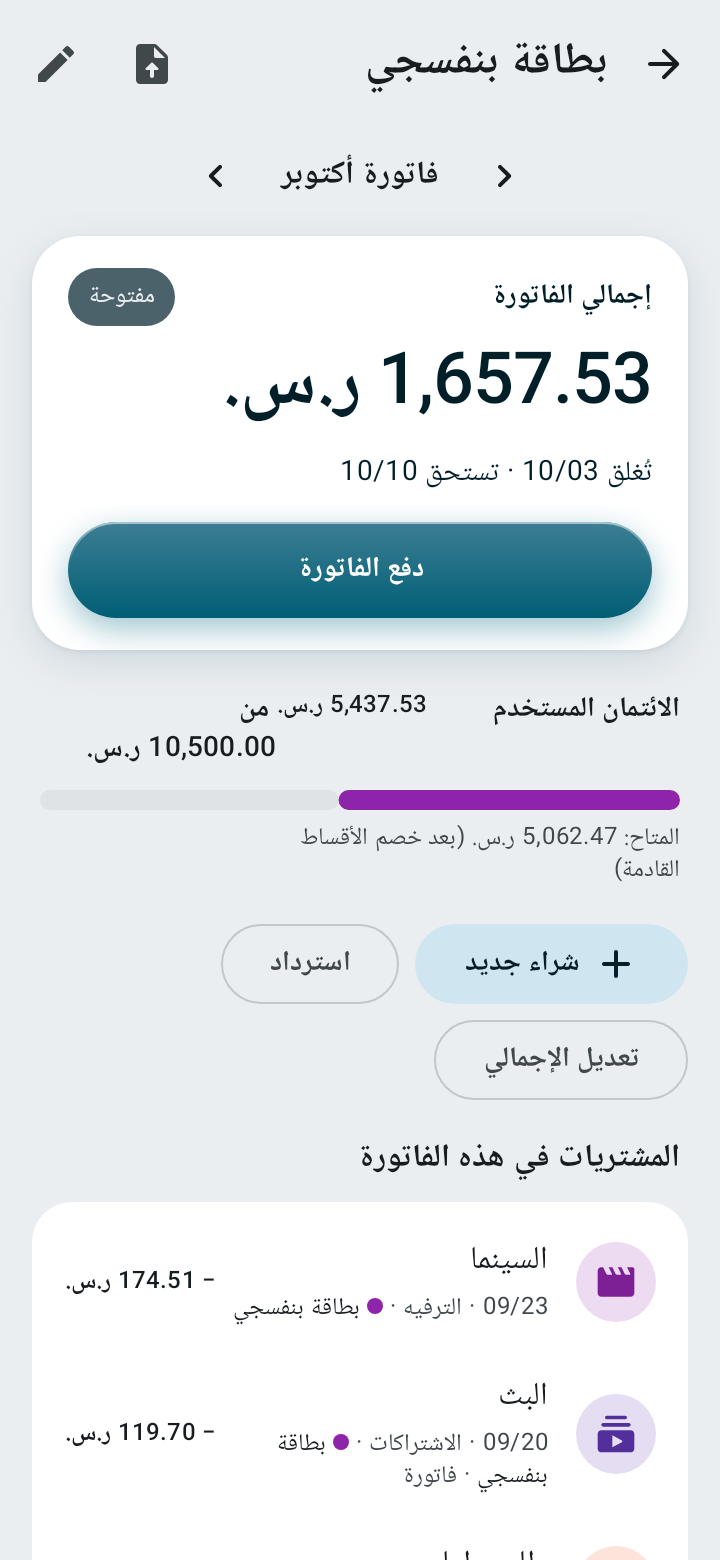 بطاقة بنفسجي
فاتورة أكتوبر
إجمالي الفاتورة
مفتوحة
1,657.53 ر.س.
تُغلق 10/03 · تستحق 10/10
دفع الفاتورة
الائتمان المستخدم
5,437.53 ر.س. من
10,500.00 ر.س.
المتاح: 5,062.47 ر.س. (بعد خصم الأقساط
القادمة)
شراء جديد
استرداد
تعديل الإجمالي
المشتريات في هذه الفاتورة
السينما
09/23 · الترفيه · بطاقة بنفسجي
− 174.51 ر.س.
البث
09/20 · الاشتراكات · بطاقة
بنفسجي · فاتورة
− 119.70 ر.س.